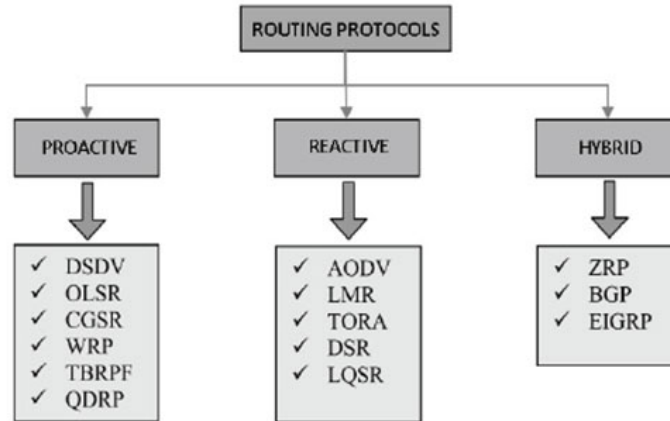 ROUTING PROTOCOLS
PROACTIVE
REACTIVE
HYBRID
✓ DSDV
✓ OLSR
✓ CGSR
✓ WRP
✓ TBRPF
✓ QDRP
✓ AODV
✓ LMR
✓ TORA
✓ DSR
✓ LQSR
✓ ZRP
✓ BGP
✓ EIGRP